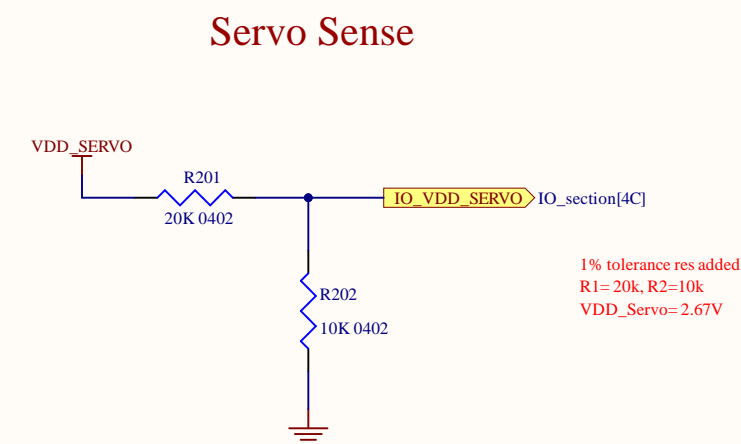 Servo Sense
VDD_SERVO
R201
20K 0402
IO_VDD_SERVO
IO_section[4C]
R202
10K 0402
1% tolerance res added
R1= 20k, R2=10k
VDD_Servo= 2.67V